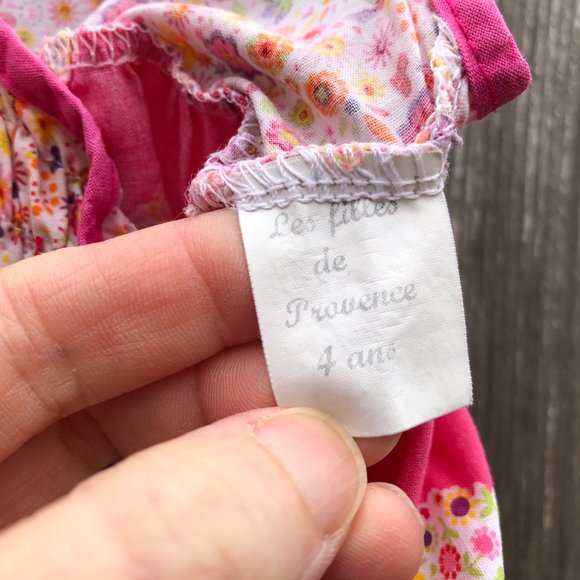 Les filles
de
Provence
4 ans